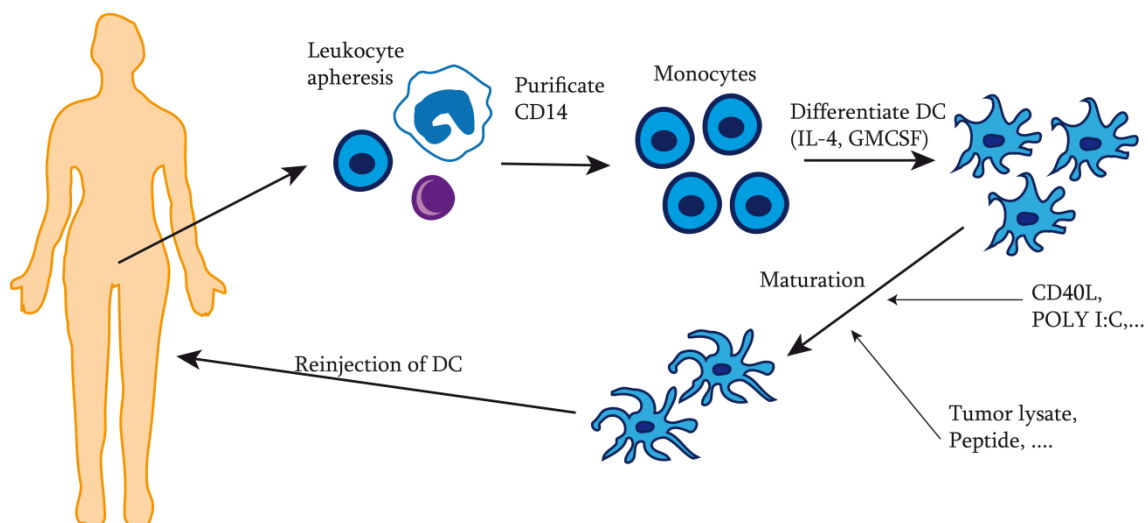 Leukocyte
apheresis
Purificate
CD14
Monocytes
Differentiate DC
(IL-4, GMCSF)
Maturation
CD40L,
POLY I:C,...
Reinjection of DC
Tumor lysate,
Peptide, ....